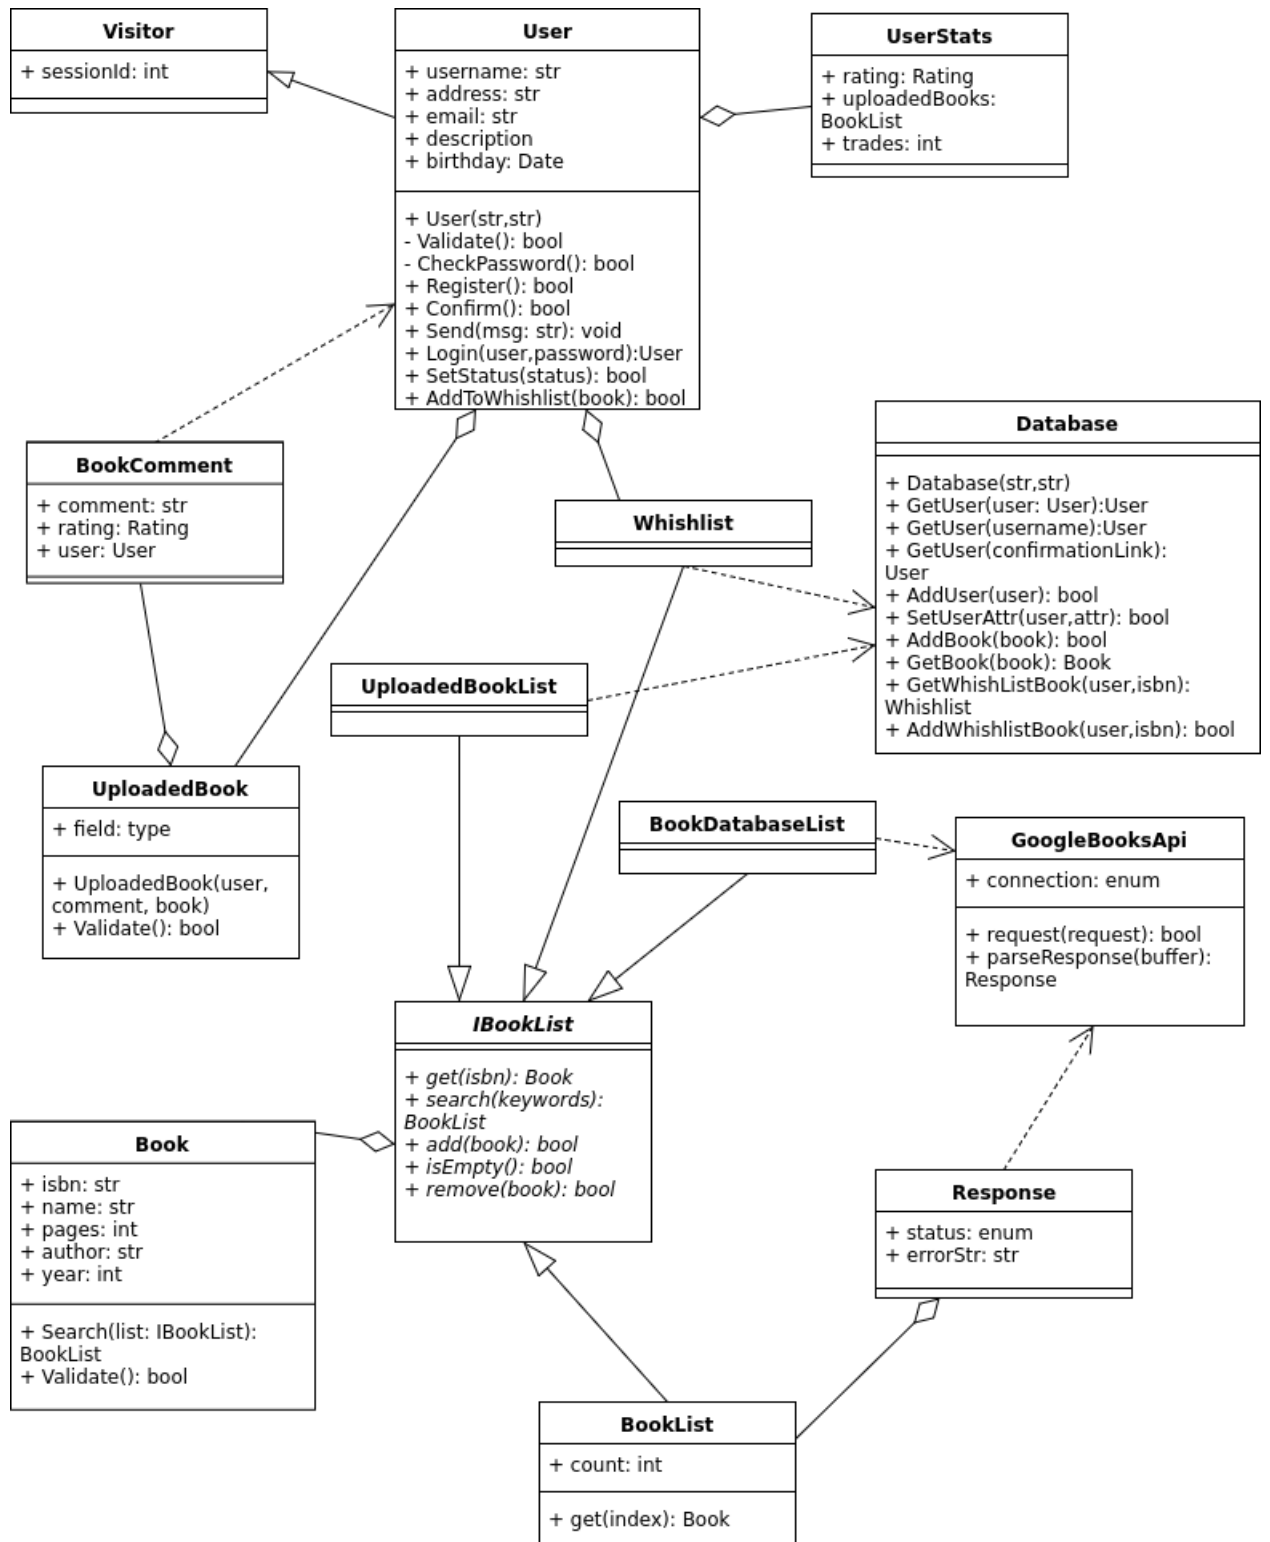 Visitor
+ sessionId: int
User
+ username: str
+ address: str
+ email: str
+ description
+ birthday: Date
+ User(str,str)
- Validate(): bool
- CheckPassword(): bool
+ Register(): bool
+ Confirm(): bool
+ Send(msg: str): void
+ Login(user,password):User
+ SetStatus(status): bool
+ AddToWhishlist(book): bool
UserStats
+ rating: Rating
+ uploadedBooks:
BookList
+ trades: int
BookComment
+ comment: str
+ rating: Rating
+ user: User
Whishlist
Database
+ Database(str,str)
+ GetUser(user: User):User
+ GetUser(username):User
+ GetUser(confirmationLink):
User
+ AddUser(user): bool
+ SetUserAttr(user,attr): bool
+ AddBook(book): bool
+ GetBook(book): Book
+ GetWhishListBook(user,isbn):
Whishlist
+ AddWhishlistBook(user,isbn): bool
UploadedBookList
UploadedBook
+ field: type
+ UploadedBook(user,
comment, book)
+ Validate(): bool
BookDatabaseList
GoogleBooksApi
+ connection: enum
+ request(request): bool
+ parseResponse(buffer):
Response
IBookList
+ get(isbn): Book
+ search(keywords):
BookList
+ add(book): bool
+ isEmpty(): bool
+ remove(book): bool
Book
+ isbn: str
+ name: str
+ pages: int
+ author: str
+ year: int
+ Search(list: IBookList):
BookList
+ Validate(): bool
Response
+ status: enum
+ errorStr: str
BookList
+ count: int
+ get(index): Book